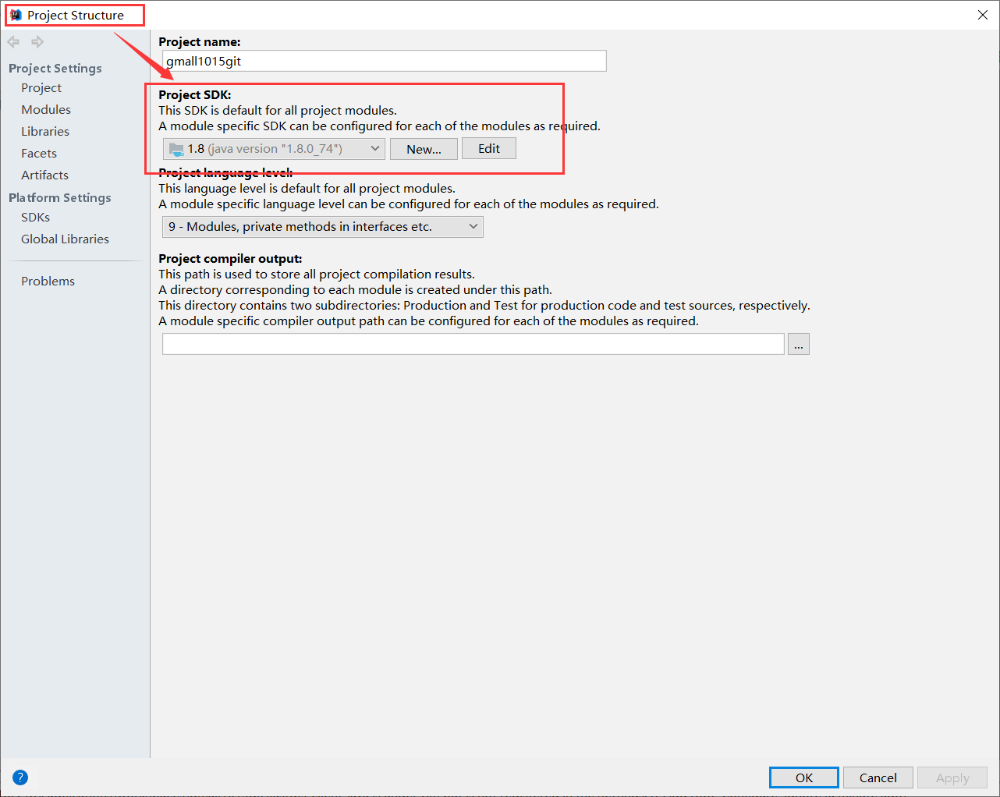 Project Structure
Project name:
gmall1015git
Project Settings
Project
Modules
Libraries
Facets
Artifacts
Platform Settings
SDKs
Global Libraries
Problems
Project SDK:
This SDK is default for all project modules.
A module specific SDK can be configured for each of the modules as required.
1.8 (java version "1.8.0_74")
New...
Edit
Project language level:
This language level is default for all project modules.
A module specific language level can be configured for each of the modules as required.
9 - Modules, private methods in interfaces etc.
Project compiler output:
This path is used to store all project compilation results.
A directory corresponding to each module is created under this path.
This directory contains two subdirectories: Production and Test for production code and test sources, respectively.
A module specific compiler output path can be configured for each of the modules as required.
...
?
OK
Cancel
Apply